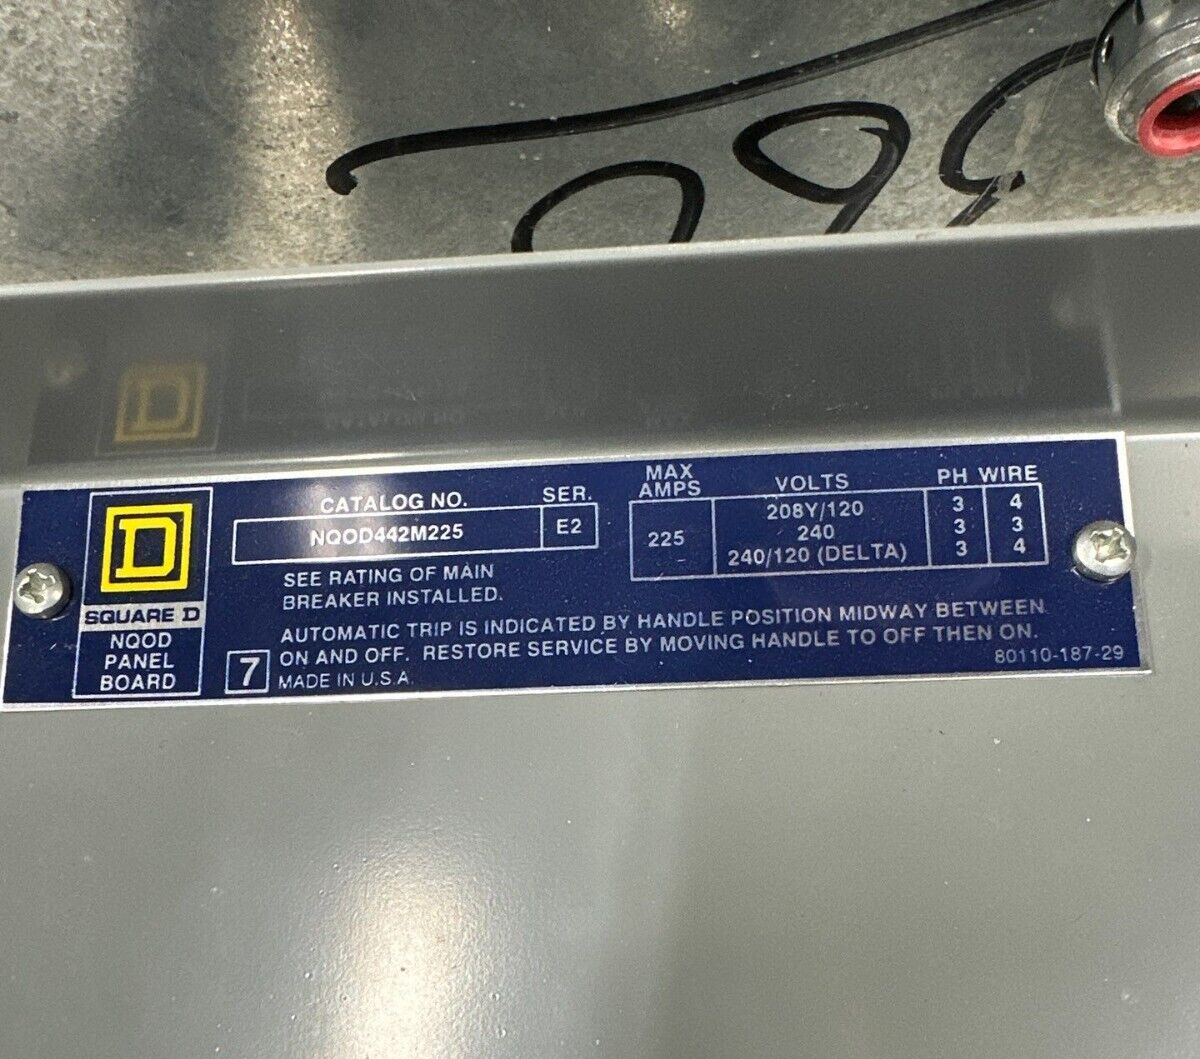 360
D
CATALOG NO. SER.
NQOD442M225 E2
SEE RATING OF MAIN
BREAKER INSTALLED.
SQUARE D
NQOD
PANEL
BOARD
MAX
AMPS VOLTS PH WIRE
225
208Y/120 3 4
240 3 3
240/120 (DELTA) 3 4
AUTOMATIC TRIP IS INDICATED BY HANDLE POSITION MIDWAY BETWEEN
ON AND OFF. RESTORE SERVICE BY MOVING HANDLE TO OFF THEN ON.
7 MADE IN U.S.A.
80110-187-29